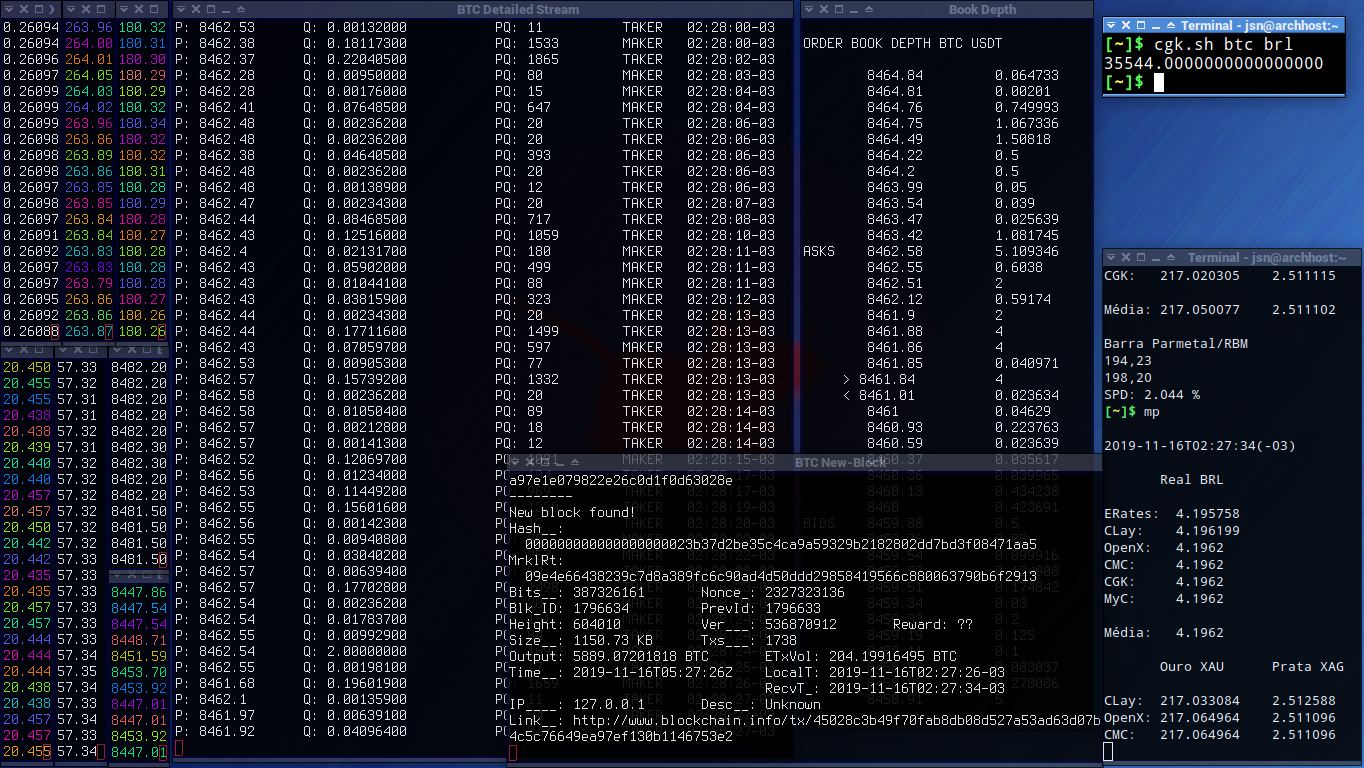 0.26094
0.26096
0.26096
0.26097
0.26094
0.26097
0.26096
0.26094
0.26098
0.26098
0.26097
0.26097
0.26094
0.26091
0.26092
0.26097
0.26097
0.26095
0.26092
0.26088
263.96
264.00
264.01
264.05
264.03
264.02
263.96
263.86
263.89
263.86
263.85
263.85
263.84
263.84
263.83
263.83
263.79
263.86
263.86
263.87
180.32
180.31
180.30
180.29
180.29
180.32
180.34
180.32
180.32
180.31
180.28
180.29
180.28
180.27
180.28
180.28
180.28
180.27
180.26
180.26
20.450
20.455
20.455
20.438
20.438
20.439
20.440
20.440
20.457
20.457
20.450
20.442
20.442
20.435
20.435
20.457
20.457
20.444
20.444
20.444
20.438
20.438
20.457
20.457
20.455
57.33
57.32
57.31
57.31
57.32
57.31
57.32
57.32
57.32
57.33
57.32
57.33
57.33
57.33
57.33
57.33
57.34
57.33
57.34
57.35
57.34
57.33
57.34
57.33
57.34
8482.20
8482.20
8482.20
8482.20
8482.20
8482.30
8482.20
8482.20
8481.50
8481.50
8481.50
8481.50
8481.50
8447.86
8447.54
8447.54
8448.71
8451.59
8453.70
8453.92
8447.01
8447.01
8453.92
8447.01
BTC Detailed Stream
P: 8462.53 Q: 0.00132000 PQ: 11 TAKER 02:28:00-03
P: 8462.38 Q: 0.18117300 PQ: 1533 MAKER 02:28:00-03
P: 8462.37 Q: 0.22040500 PQ: 1865 MAKER 02:28:02-03
P: 8462.28 Q: 0.00950000 PQ: 80 MAKER 02:28:03-03
P: 8462.28 Q: 0.00176000 PQ: 15 MAKER 02:28:04-03
P: 8462.41 Q: 0.07648500 PQ: 647 TAKER 02:28:04-03
P: 8462.48 Q: 0.00236200 PQ: 20 TAKER 02:28:06-03
P: 8462.48 Q: 0.00236200 PQ: 20 MAKER 02:28:06-03
P: 8462.38 Q: 0.04640500 PQ: 393 TAKER 02:28:06-03
P: 8462.48 Q: 0.00236200 PQ: 20 TAKER 02:28:06-03
P: 8462.48 Q: 0.00138900 PQ: 12 TAKER 02:28:06-03
P: 8462.47 Q: 0.00234300 PQ: 20 TAKER 02:28:07-03
P: 8462.44 Q: 0.08468500 PQ: 717 TAKER 02:28:08-03
P: 8462.43 Q: 0.12516000 PQ: 1059 TAKER 02:28:10-03
P: 8462.4 Q: 0.02131700 PQ: 180 MAKER 02:28:11-03
P: 8462.43 Q: 0.05902000 PQ: 499 MAKER 02:28:11-03
P: 8462.43 Q: 0.01044100 PQ: 88 MAKER 02:28:11-03
P: 8462.43 Q: 0.03815900 PQ: 323 MAKER 02:28:12-03
P: 8462.44 Q: 0.00234300 PQ: 20 TAKER 02:28:13-03
P: 8462.44 Q: 0.17711600 PQ: 1499 MAKER 02:28:13-03
P: 8462.43 Q: 0.07059700 PQ: 597 MAKER 02:28:13-03
P: 8462.53 Q: 0.00905300 PQ: 77 TAKER 02:28:13-03
P: 8462.57 Q: 0.15739200 PQ: 1332 TAKER 02:28:13-03
P: 8462.58 Q: 0.00236200 PQ: 20 TAKER 02:28:13-03
P: 8462.58 Q: 0.01050400 PQ: 89 TAKER 02:28:14-03
P: 8462.57 Q: 0.00212800 PQ: 18 TAKER 02:28:14-03
P: 8462.57 Q: 0.00141300 PQ: 12 TAKER 02:28:14-03
P: 8462.52 Q: 0.12069700 MAKER 02:28:15-03
P: 8462.56 Q: 0.01234000
P: 8462.53 Q: 0.11449200
P: 8462.55 Q: 0.15601600
P: 8462.56 Q: 0.00142300
P: 8462.55 Q: 0.00940800
P: 8462.54 Q: 0.03040200
P: 8462.57 Q: 0.00639400
P: 8462.57 Q: 0.17702800
P: 8462.54 Q: 0.00236200
P: 8462.54 Q: 0.01783700
P: 8462.55 Q: 0.00992900
P: 8462.54 Q: 2.00000000
P: 8462.55 Q: 0.00198100
P: 8461.68 Q: 0.19601900
P: 8462.1 Q: 0.00135900
P: 8461.97 Q: 0.00639100
P: 8461.92 Q: 0.04096400
Book Depth
ORDER BOOK DEPTH BTC USDT
8464.84 0.064733
8464.81 0.00201
8464.76 0.749993
8464.75 1.067336
8464.49 1.50818
8464.22 0.5
8464.2 0.5
8463.99 0.05
8463.54 0.039
8463.47 0.025639
8463.42 1.081745
ASKS 8462.58 5.109346
8462.55 0.6038
8462.51 2
8462.12 0.59174
8461.9 2
8461.88 4
8461.86 4
8461.85 0.040971
> 8461.84 4
< 8461.01 0.023634
8461 0.04629
8460.93 0.223763
8460.59 0.023639
8460.37 0.035617
BIDS 8459.88 0.5
BTC New-Block
a97e1e079822e26c0d1f0d63028e
--------
New block found!
Hash__:
000000000000000000023b37d2be35c4ca9a59329b2182802dd7bd3f08471aa5
MrklRt:
09e4e66438239c7d8a389fc6c90ad4d50ddd29858419566c880063790b6f2913
Bits__: 387326161 Nonce_: 2327323136
Blk_ID: 1796634 PrevId: 1796633
Height: 604010 Ver___: 536870912 Reward: ??
Size__: 1150.73 KB Txs___: 1738
Output: 5889.07201818 BTC ETxVol: 204.19916495 BTC
Time__: 2019-11-16T05:27:26Z LocalT: 2019-11-16T02:27:26-03
RecvT_: 2019-11-16T02:27:34-03
IP____: 127.0.0.1 Desc__: Unknown
Link__: http://www.blockchain.info/tx/45028c3b49f70fab8db08d527a53ad63d07b
4c5c76649ea97ef130b1146753e2
Terminal - jsn@archhost:~
[~]$ cgk.sh btc brl
35544.0000000000000000
[~]$
Terminal - jsn@archhost:~
CGK: 217.020305 2.511115
Média: 217.050077 2.511102
Barra Parmetal/RBM
194,23
198,20
SPD: 2.044 %
[~]$ mp
2019-11-16T02:27:34(-03)
Real BRL
ERates: 4.195758
CLay: 4.196199
OpenX: 4.1962
CMC: 4.1962
CGK: 4.1962
MyC: 4.1962
Média: 4.1962
Ouro XAU Prata XAG
CLay: 217.033084 2.512588
OpenX: 217.064964 2.511096
CMC: 217.064964 2.511096